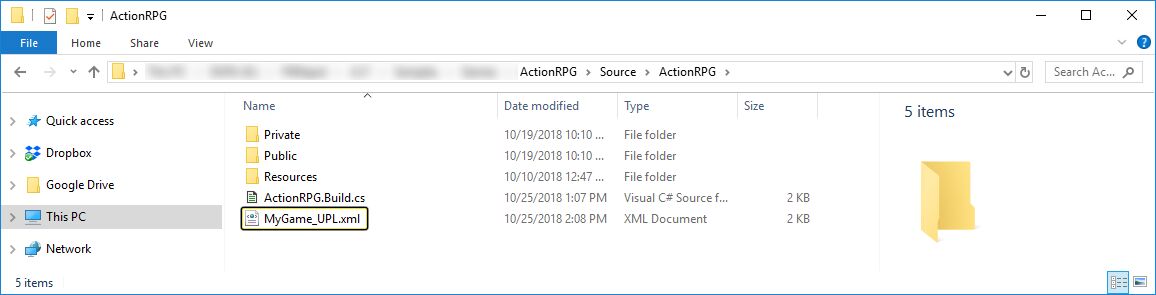 ActionRPG
File Home Share View
ActionRPG Source ActionRPG Search Ac...
Name Date modified Type Size
Quick access
Dropbox
Google Drive
This PC
Network
Private 10/19/2018 10:10 ... File folder
Public 10/19/2018 10:10 ... File folder
Resources 10/10/2018 12:47 ... File folder
ActionRPG.Build.cs 10/25/2018 1:07 PM Visual C# Source f... 2 KB
MyGame_UPL.xml 10/25/2018 2:08 PM XML Document 2 KB
5 items
5 items